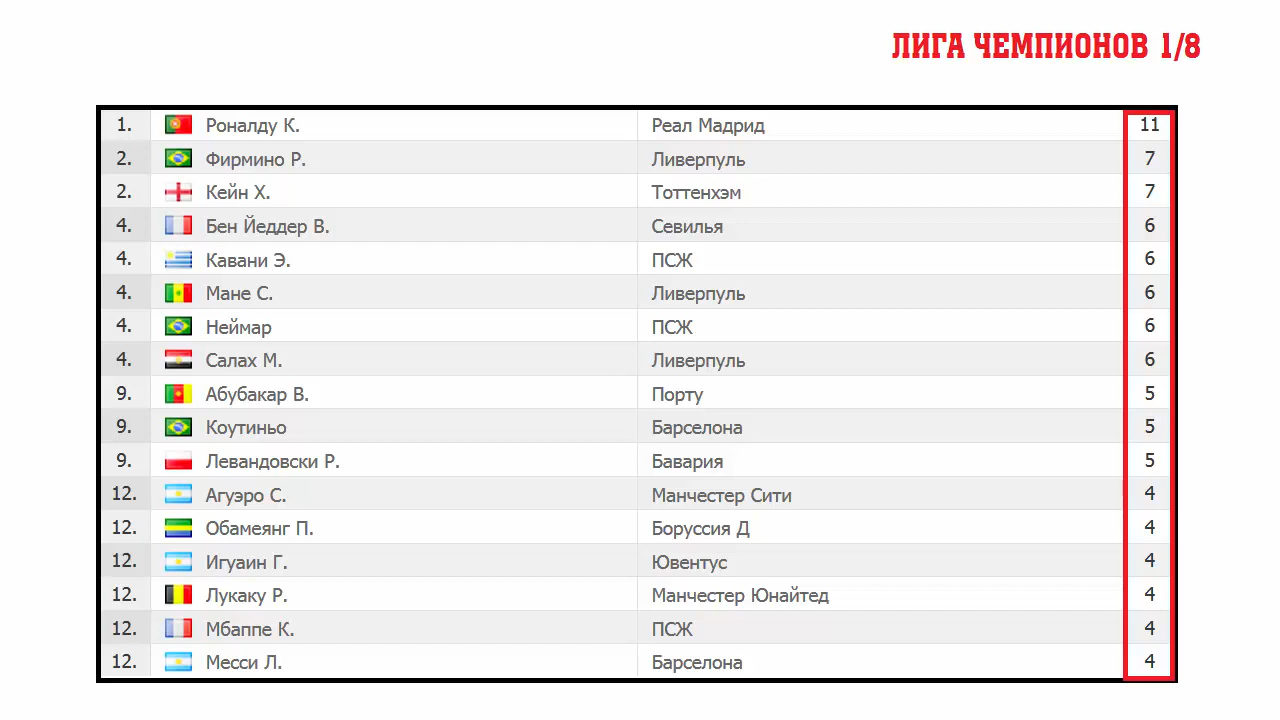 ЛИГА ЧЕМПИОНОВ 1/8
1. Роналду К. Реал Мадрид 11
2. Фирмино Р. Ливерпуль 7
2. Кейн Х. Тоттенхэм 7
4. Бен Йеддер В. Севилья 6
4. Кавани Э. ПСЖ 6
4. Мане С. Ливерпуль 6
4. Неймар ПСЖ 6
4. Салах М. Ливерпуль 6
9. Абубакар В. Порту 5
9. Коутиньо Барселона 5
9. Левандовски Р. Бавария 5
12. Агуэро С. Манчестер Сити 4
12. Обамеянг П. Боруссия Д 4
12. Игуаин Г. Ювентус 4
12. Лукаку Р. Манчестер Юнайтед 4
12. Мбаппе К. ПСЖ 4
12. Месси Л. Барселона 4